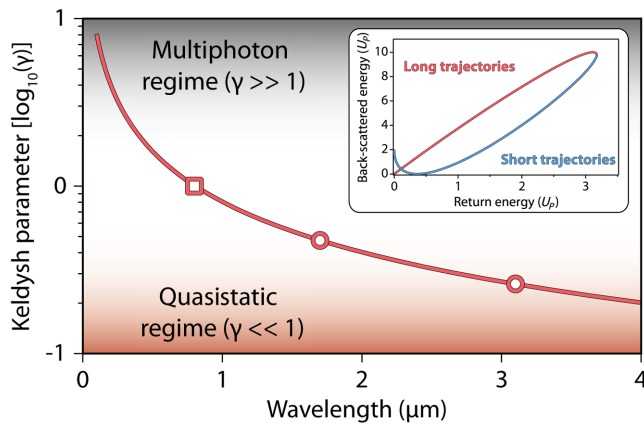 Keldysh parameter [log₁₀(γ)]
1
0
-1
Multiphoton
regime (γ >> 1)
Quasistatic
regime (γ << 1)
0
1
2
3
4
Wavelength (μm)
Back-scattered energy (Uₚ)
10
8
6
4
2
0
Long trajectories
Short trajectories
0
1
2
3
Return energy (Uₚ)